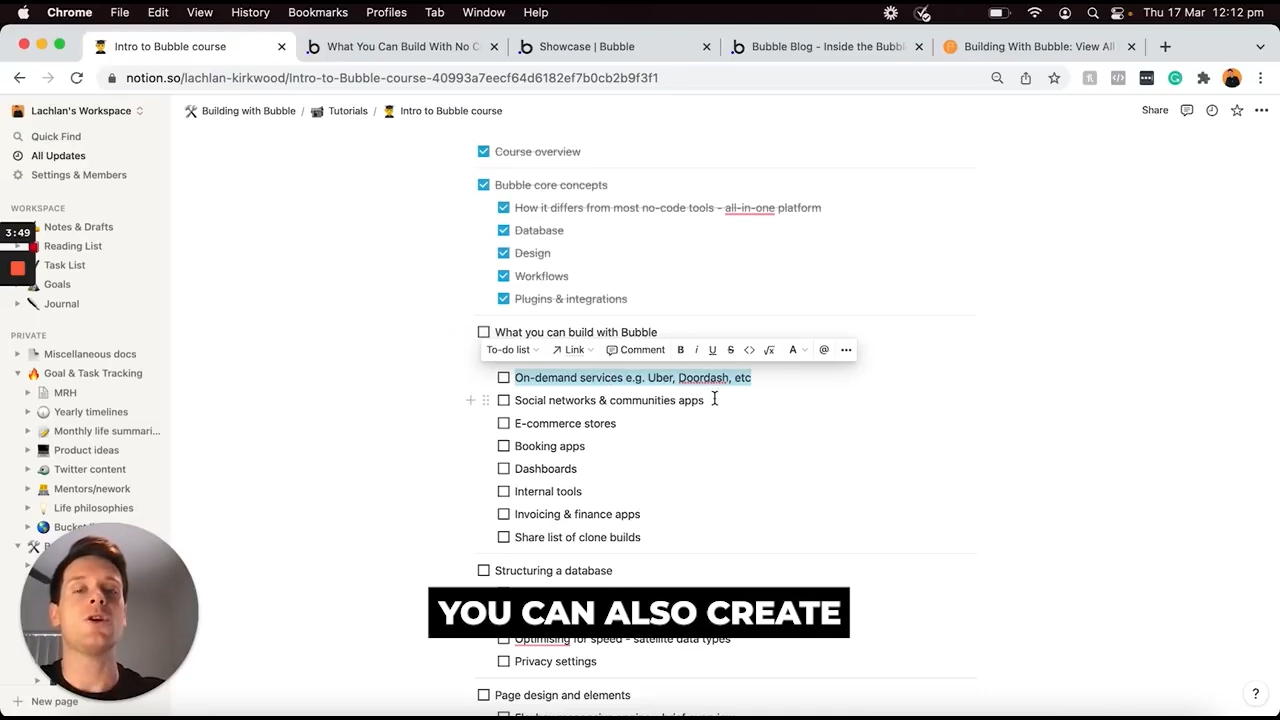 Chrome File Edit View History Bookmarks Profiles Tab Window Help Thu 17 Mar 12:12 pm
Intro to Bubble course What You Can Build With No C Showcase | Bubble Bubble Blog - Inside the Bubbl Building With Bubble: View All
notion.so/lachlan-kirkwood/Intro-to-Bubble-course-40993a7eecf64d6182ef7b0cb2b9f3f1
Lachlan's Workspace
Building with Bubble / Tutorials / Intro to Bubble course
Share
Quick Find
All Updates
Settings & Members
WORKSPACE
Notes & Drafts
3:49
Reading List
Task List
Goals
Journal
PRIVATE
Miscellaneous docs
Goal & Task Tracking
MRH
Yearly timelines
Monthly life summari...
Product ideas
Twitter content
Mentors/nework
Life philosophies
New page
Course overview
Bubble core concepts
How it differs from most no-code tools - all-in-one platform
Database
Design
Workflows
Plugins & integrations
What you can build with Bubble
To-do list Link Comment B i U S <> √x A @ •••
On-demand services e.g. Uber, Doordash, etc
Social networks & communities apps
E-commerce stores
Booking apps
Dashboards
Internal tools
Invoicing & finance apps
Share list of clone builds
Structuring a database
YOU CAN ALSO CREATE
Optimising for speed - satellite data types
Privacy settings
Page design and elements
?